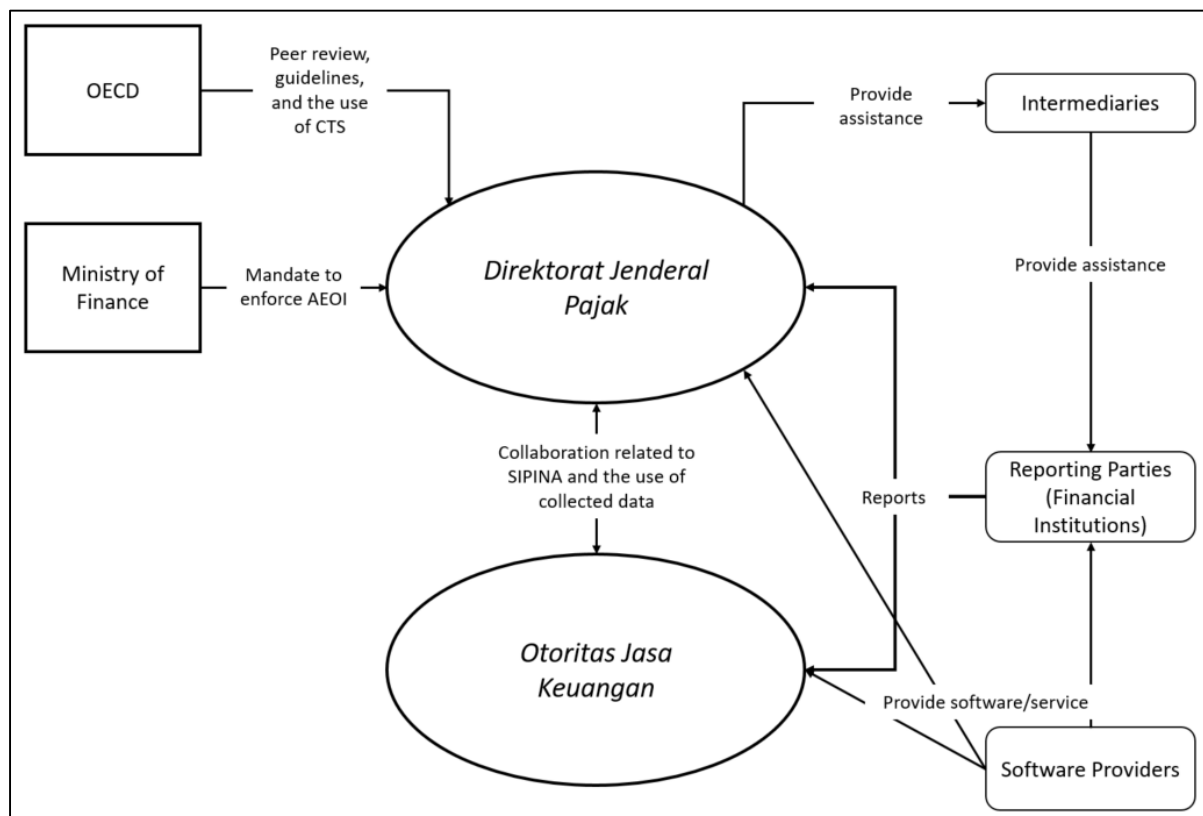 OECD
Peer review,
guidelines,
and the use
of CTS
Provide
assistance
Intermediaries
Ministry of
Finance
Mandate to
enforce AEOI
Direktorat Jenderal
Pajak
Provide assistance
Collaboration related to
SIPINA and the use of
collected data
Reports
Reporting Parties
(Financial
Institutions)
Otoritas Jasa
Keuangan
Provide software/service
Software Providers